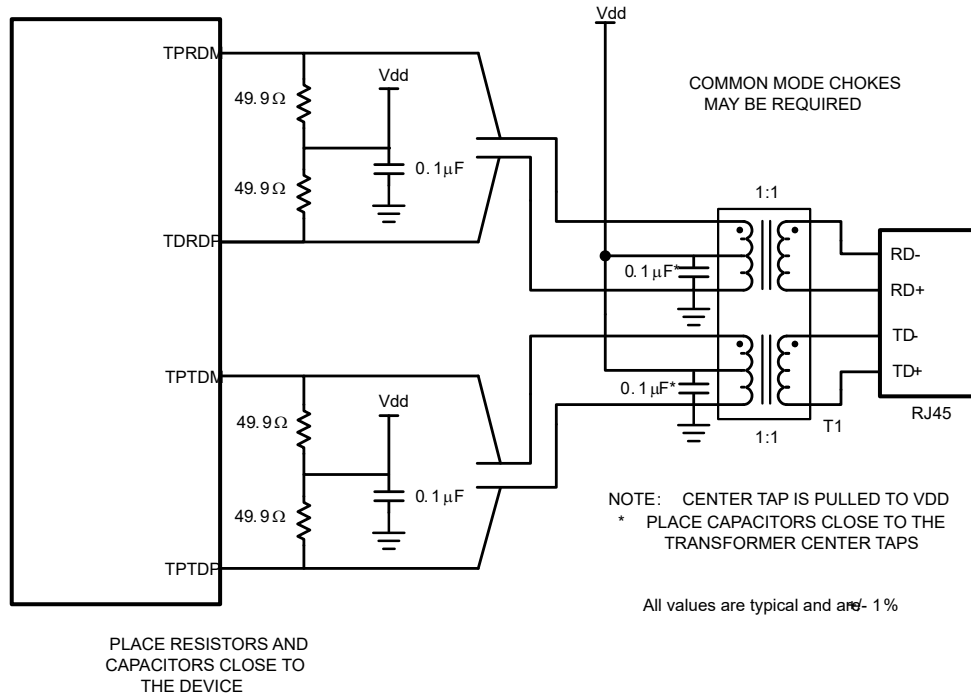 Vdd
TPRDM
Vdd
COMMON MODE CHOKES
MAY BE REQUIRED
49.9Ω
0.1µF
49.9Ω
1:1
TDRDP
RD-
0.1µF*
RD+
TD-
TPTDM
TD+
0.1µF*
Vdd
RJ45
49.9Ω
T1
1:1
0.1µF
NOTE: CENTER TAP IS PULLED TO VDD
49.9Ω
* PLACE CAPACITORS CLOSE TO THE
TRANSFORMER CENTER TAPS
TPTDP
All values are typical and are +/- 1%
PLACE RESISTORS AND
CAPACITORS CLOSE TO
THE DEVICE